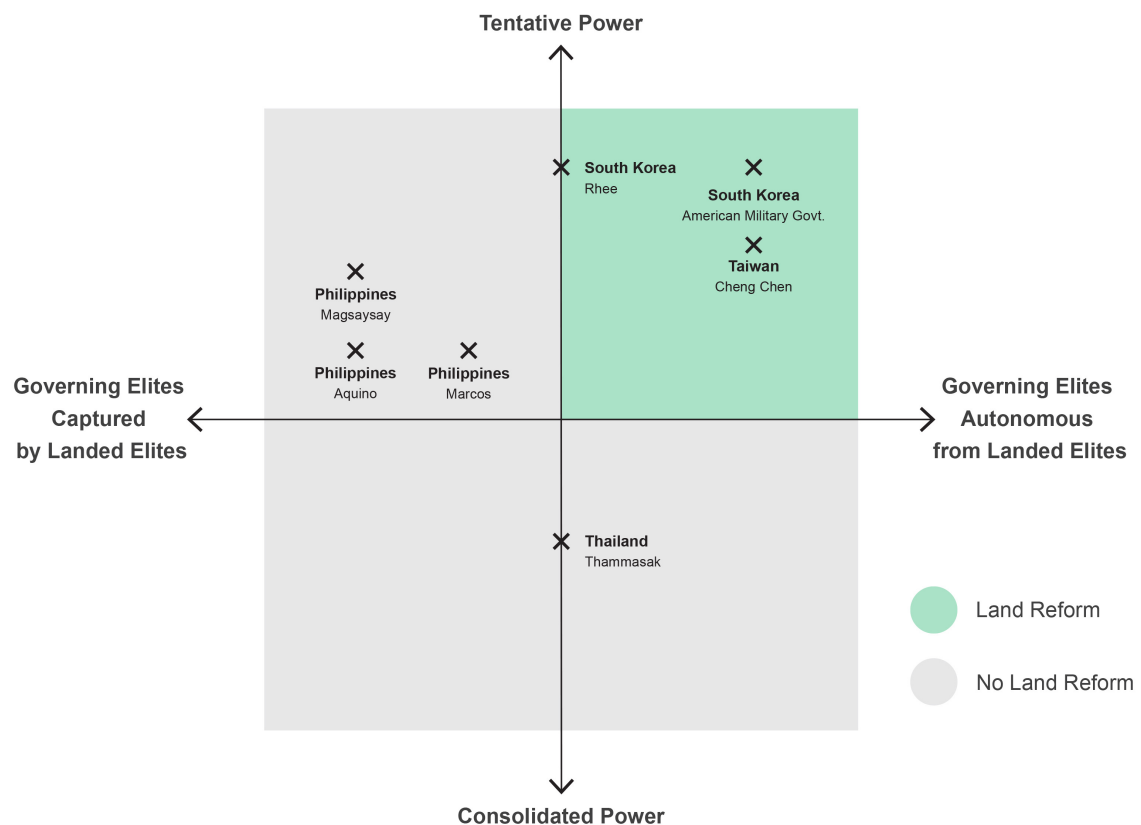 Tentative Power
South Korea
Rhee
South Korea
American Military Govt.
Taiwan
Cheng Chen
Philippines
Magsaysay
Philippines
Aquino
Philippines
Marcos
Governing Elites
Captured
by Landed Elites
Governing Elites
Autonomous
from Landed Elites
Thailand
Thammasak
Land Reform
No Land Reform
Consolidated Power